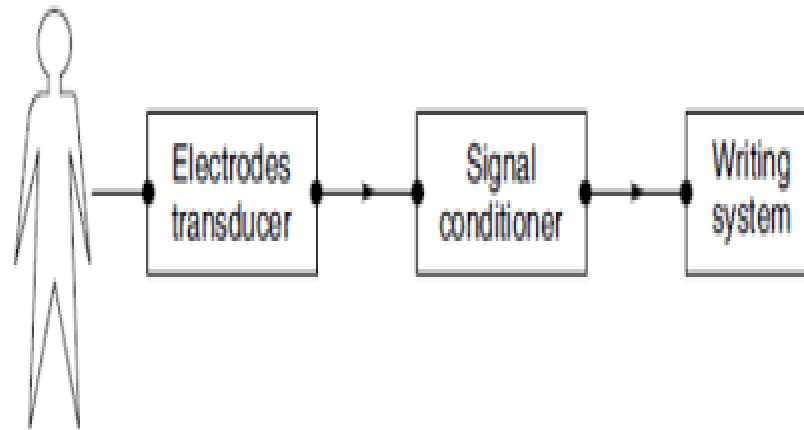 Electrodes
transducer
Signal
conditioner
Writing
system